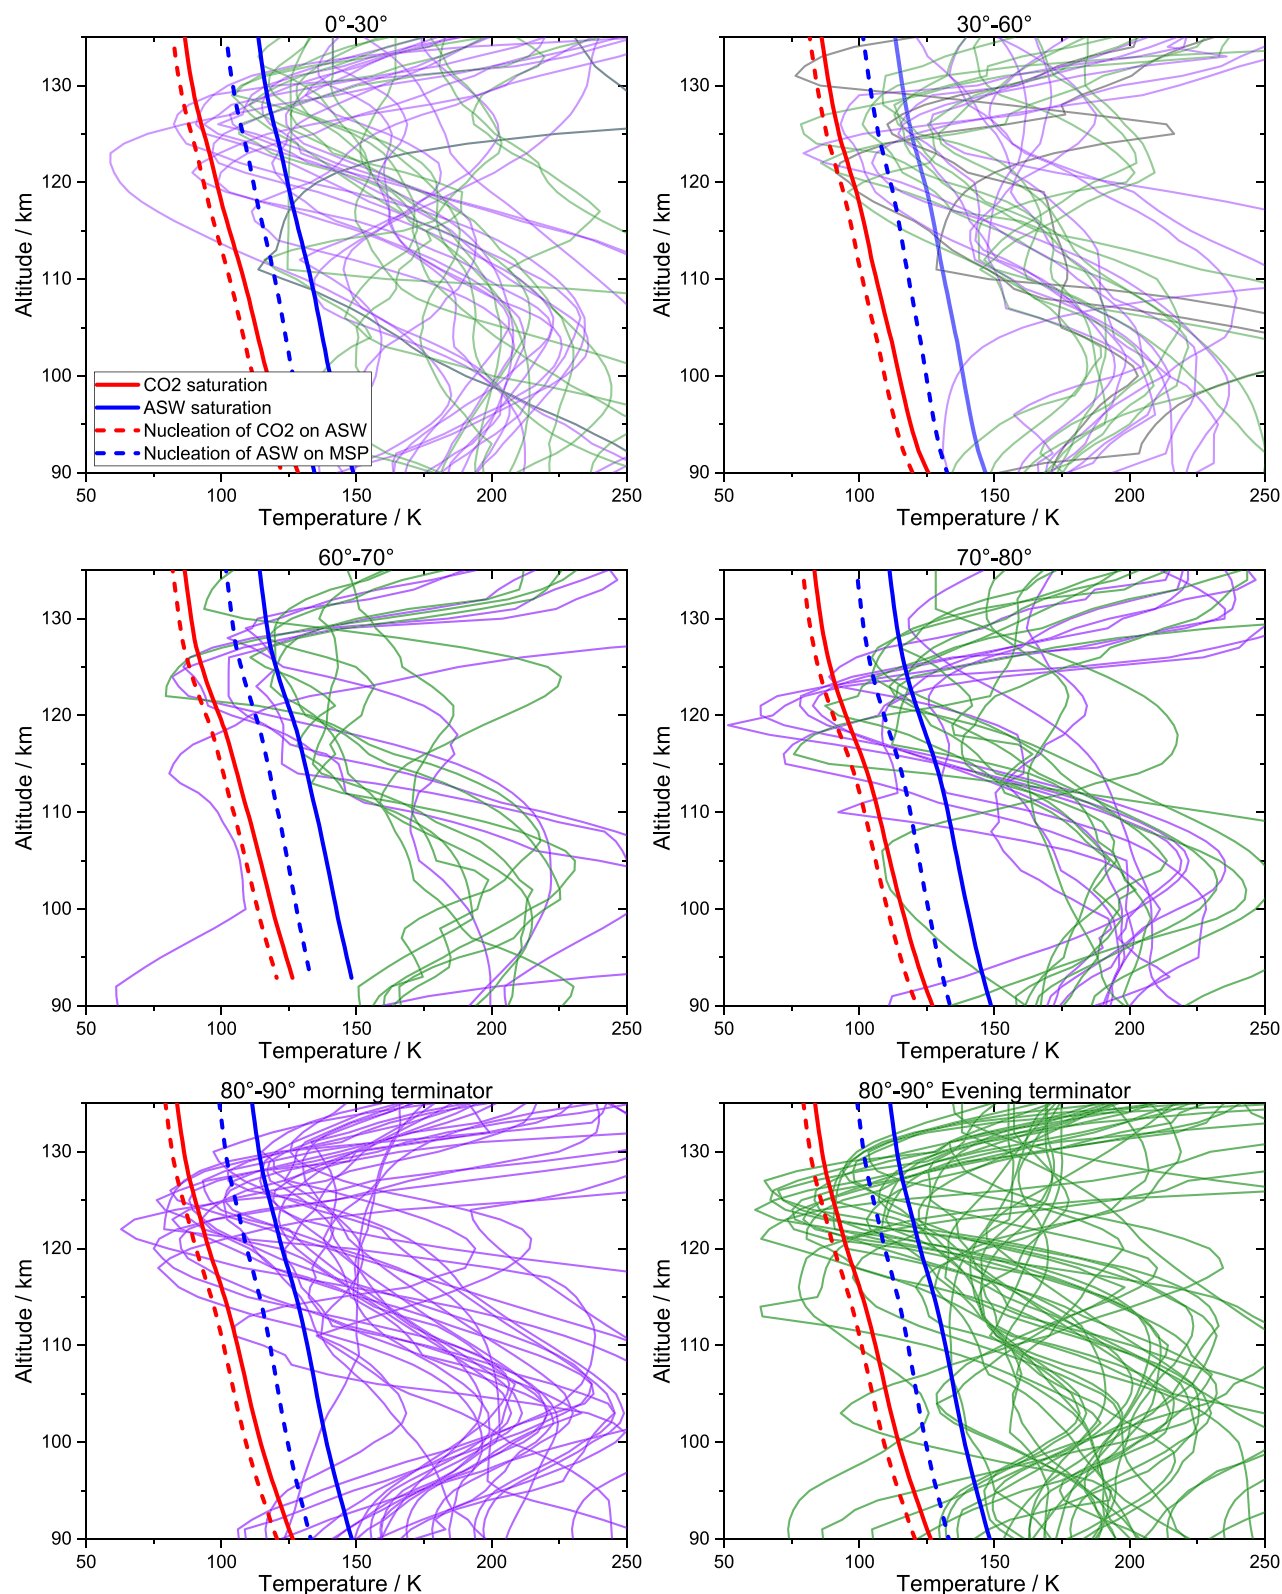 0°-30°
130
120
110
100
90
Altitude / km
CO2 saturation
ASW saturation
Nucleation of CO2 on ASW
Nucleation of ASW on MSP
50 100 150 200 250
Temperature / K
30°-60°
130
120
110
100
90
Altitude / km
50 100 150 200 250
Temperature / K
60°-70°
130
120
110
100
90
Altitude / km
50 100 150 200 250
Temperature / K
70°-80°
130
120
110
100
90
Altitude / km
50 100 150 200 250
Temperature / K
80°-90° morning terminator
130
120
110
100
90
Altitude / km
50 100 150 200 250
Temperature / K
80°-90° Evening terminator
130
120
110
100
90
Altitude / km
50 100 150 200 250
Temperature / K